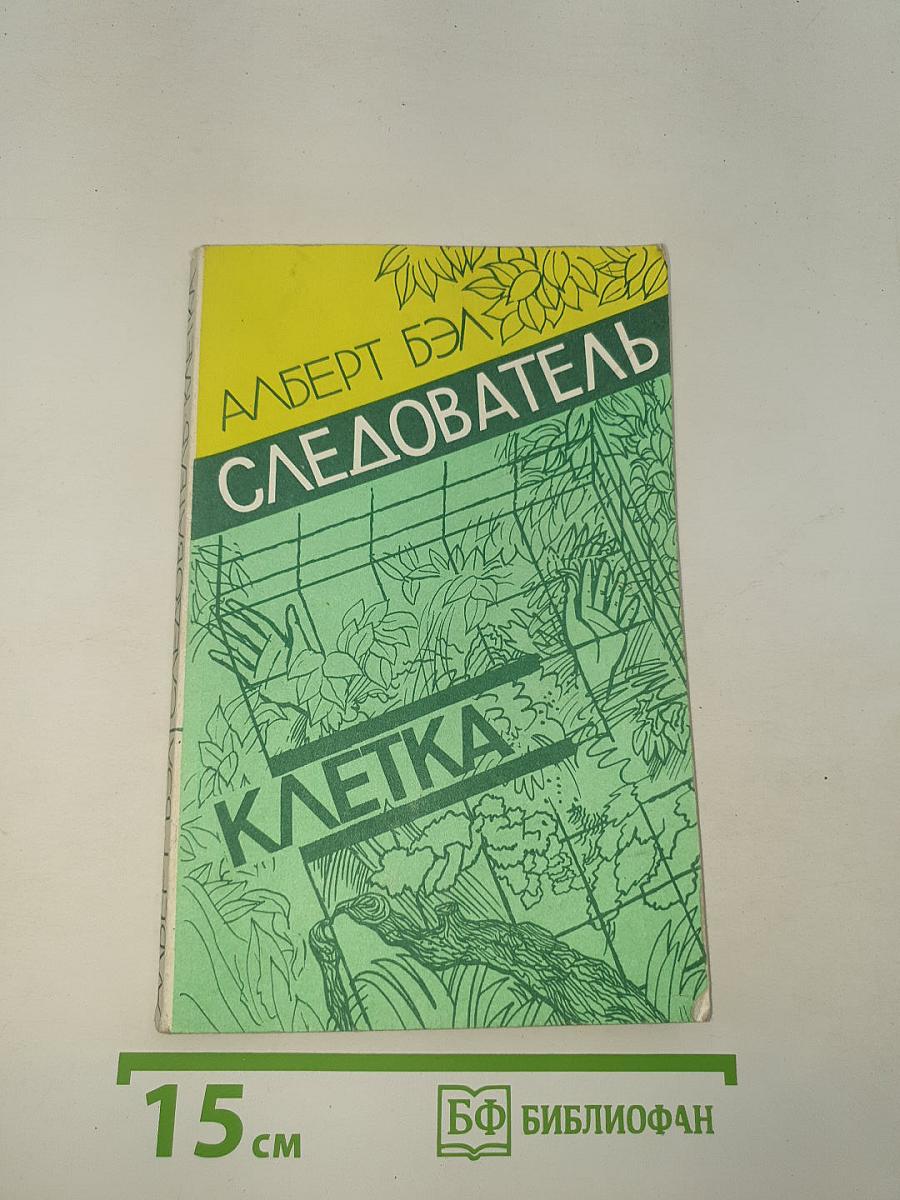 АЛБЕРТ БЭЛ
СЛЕДОВАТЕЛЬ
КЛЕТКА
15 см
БФ БИБЛИОФАН